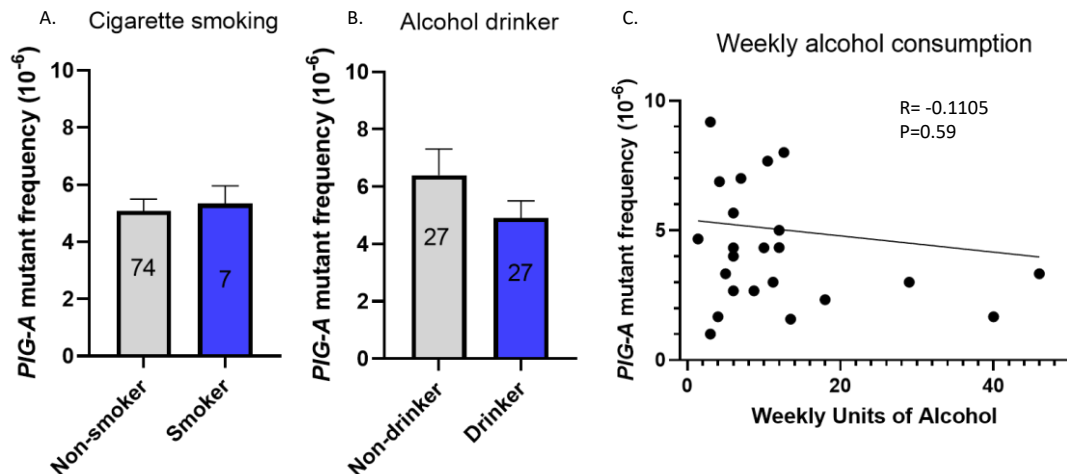 A.
Cigarette smoking
PIG-A mutant frequency (10-6)
10
8
6
4
2
0
74
7
Non-smoker
Smoker
B.
Alcohol drinker
PIG-A mutant frequency (10-6)
10
8
6
4
2
0
27
27
Non-drinker
Drinker
C.
Weekly alcohol consumption
PIG-A mutant frequency (10-6)
10
5
0
R= -0.1105
P=0.59
0
20
40
Weekly Units of Alcohol